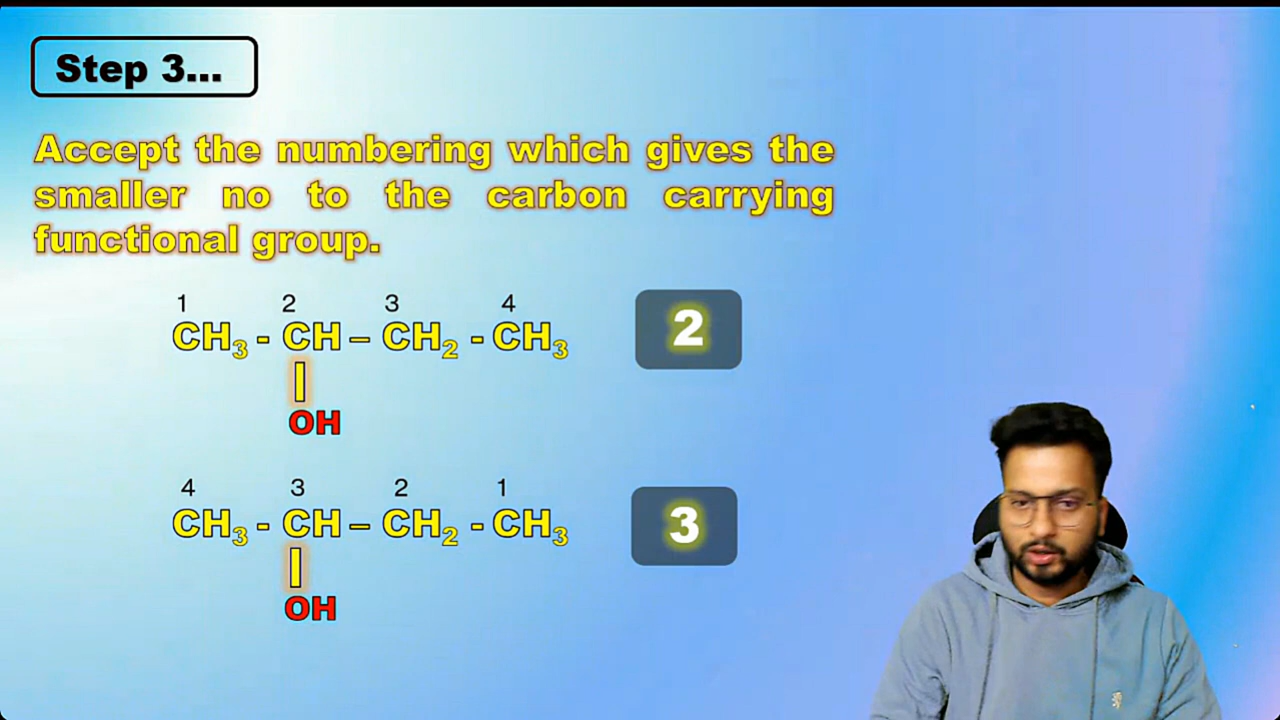 Step 3...
Accept the numbering which gives the
smaller no to the carbon carrying
functional group.
1 2 3 4
CH₃ - CH – CH₂ - CH₃ 2
|
OH
4 3 2 1
CH₃ - CH – CH₂ - CH₃ 3
|
OH